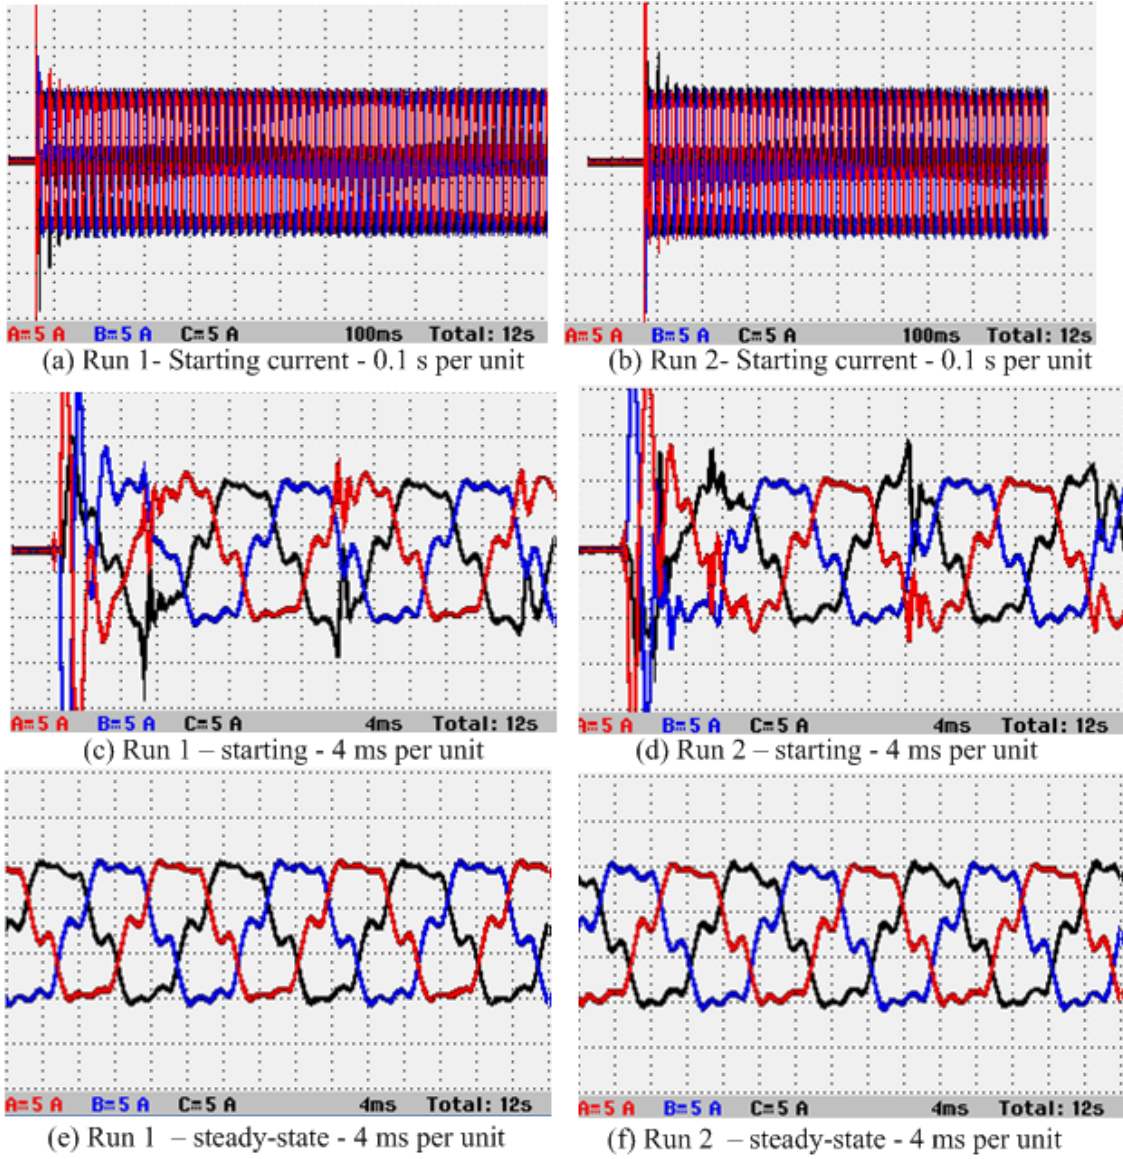 A=5 A B=5 A C=5 A 100ms Total: 12s
A=5 A B=5 A C=5 A 100ms Total: 12s
(a) Run 1- Starting current - 0.1 s per unit
(b) Run 2- Starting current - 0.1 s per unit
A=5 A B=5 A C=5 A 4ms Total: 12s
A=5 A B=5 A C=5 A 4ms Total: 12s
(c) Run 1 – starting - 4 ms per unit
(d) Run 2 – starting - 4 ms per unit
A=5 A B=5 A C=5 A 4ms Total: 12s
A=5 A B=5 A C=5 A 4ms Total: 12s
(e) Run 1 – steady-state - 4 ms per unit
(f) Run 2 – steady-state - 4 ms per unit